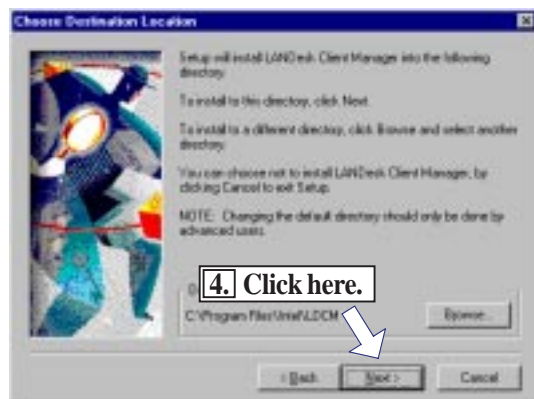 Choose Destination Location
Setup will install LANDesk Client Manager into the following
directory.
To install to this directory, click Next.
To install to a different directory, click Browse and select another
directory.
You can choose not to install LANDesk Client Manager, by
clicking Cancel to exit Setup.
NOTE: Changing the default directory should only be done by
advanced users.
4. Click here.
C:\Program Files\Intel\LDCM
Browse...
< Back
Next >
Cancel